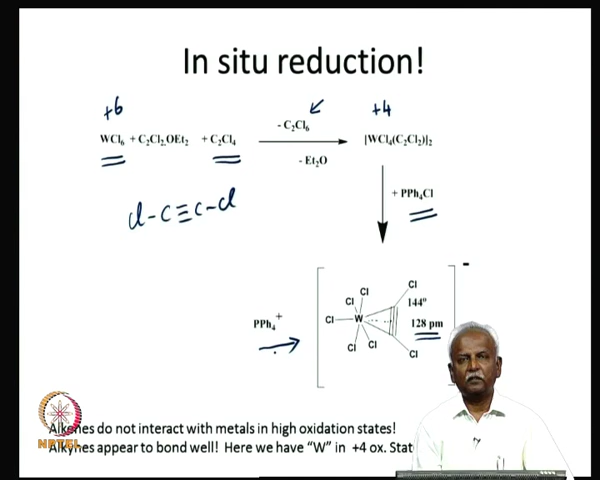 In situ reduction!
+6
+4
WCl6 + C2Cl2.OEt2 + C2Cl4
- C2Cl6
- Et2O
[WCl4(C2Cl2)]2
Cl-C≡C-Cl
+ PPh4Cl
PPh4+
-
Cl
Cl
Cl
Cl
W
144°
128 pm
Cl
Cl
Cl
Alkenes do not interact with metals in high oxidation states!
Alkynes appear to bond well! Here we have "W" in +4 ox. Stat
NPTEL